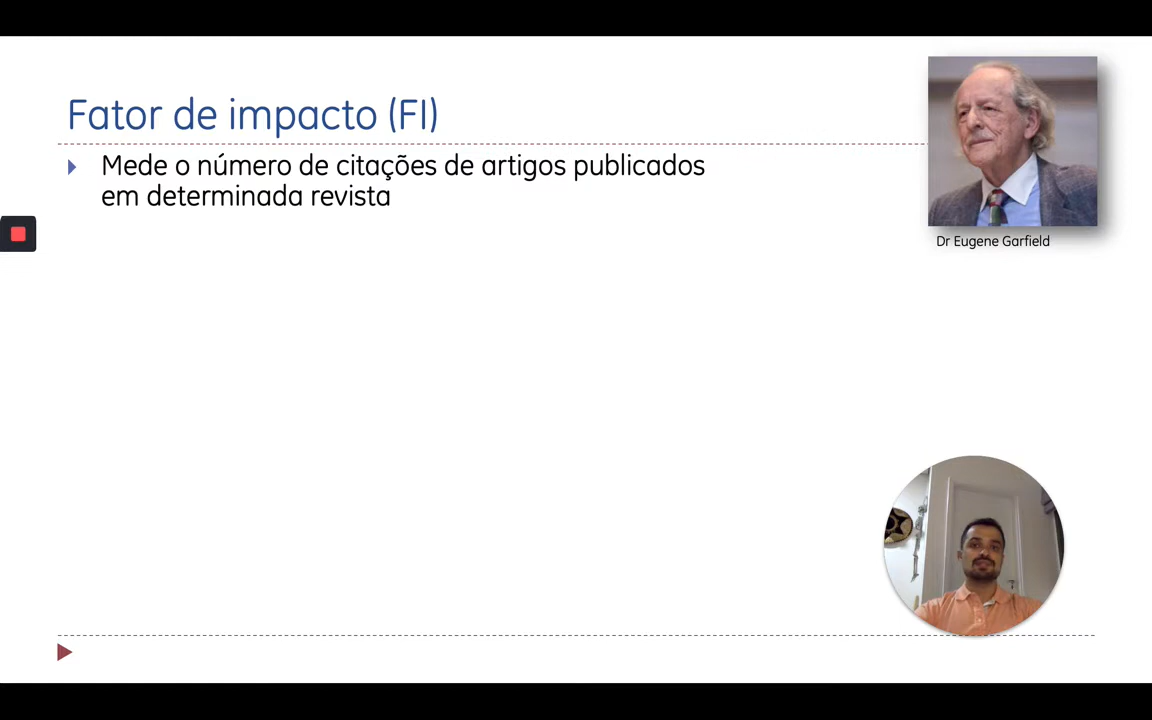 Fator de impacto (FI)
Mede o número de citações de artigos publicados
em determinada revista
Dr Eugene Garfield